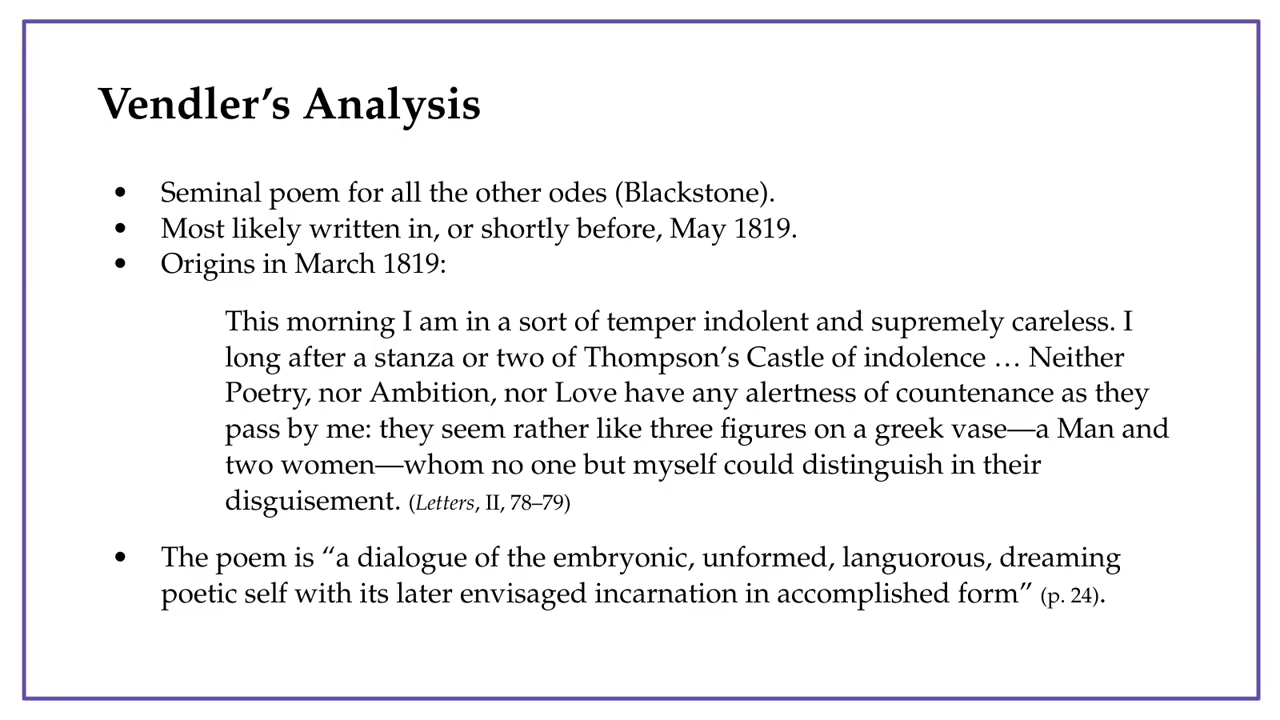 Vendler’s Analysis
• Seminal poem for all the other odes (Blackstone).
• Most likely written in, or shortly before, May 1819.
• Origins in March 1819:
This morning I am in a sort of temper indolent and supremely careless. I
long after a stanza or two of Thompson’s Castle of indolence … Neither
Poetry, nor Ambition, nor Love have any alertness of countenance as they
pass by me: they seem rather like three figures on a greek vase—a Man and
two women—whom no one but myself could distinguish in their
disguisement. (Letters, II, 78–79)
• The poem is “a dialogue of the embryonic, unformed, languorous, dreaming
poetic self with its later envisaged incarnation in accomplished form” (p. 24).